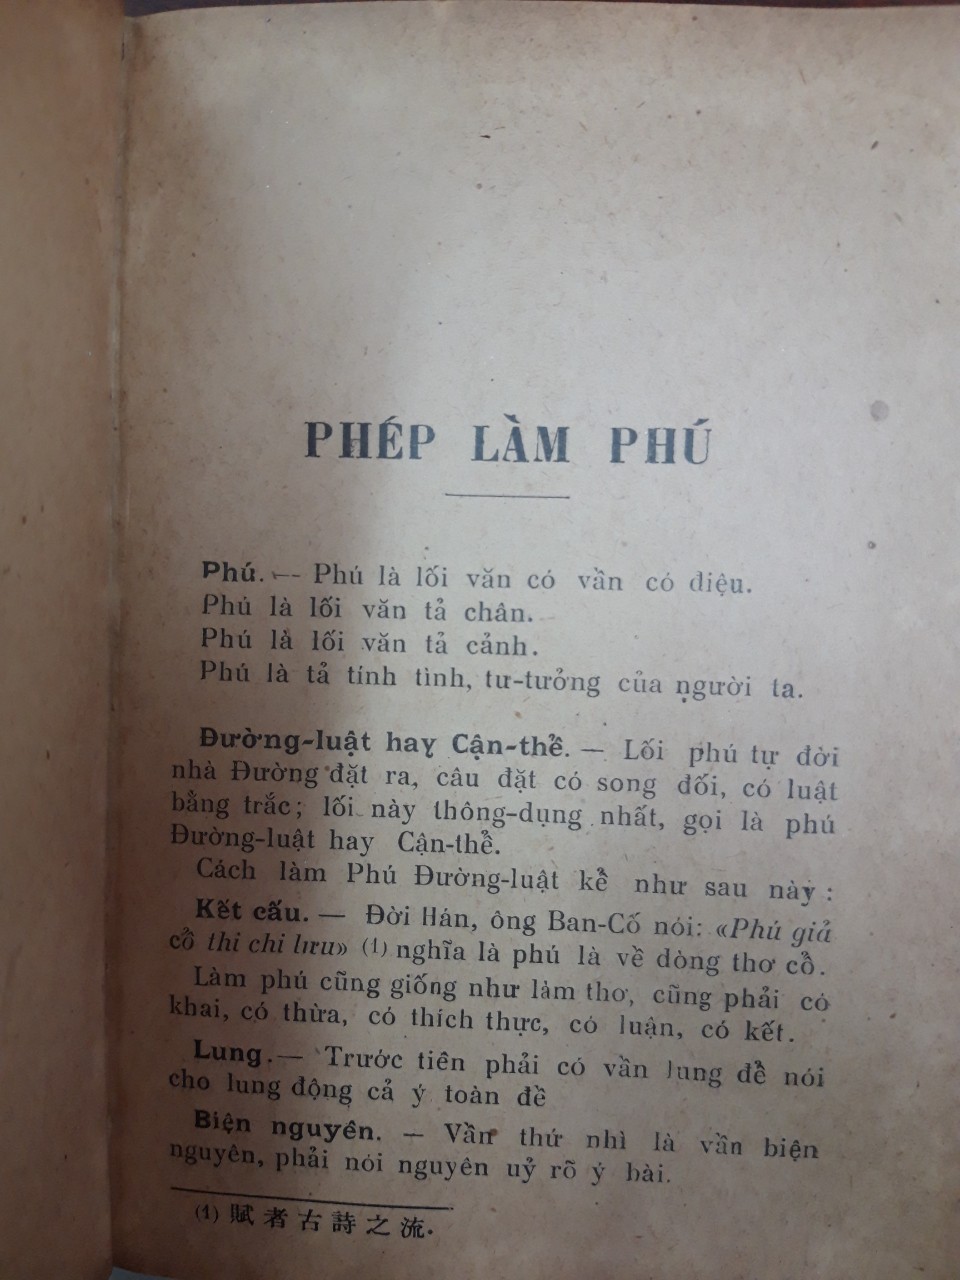 PHÉP LÀM PHÚ
Phú. — Phú là lối văn có vần có điệu.
Phú là lối văn tả chân.
Phú là lối văn tả cảnh.
Phú là tả tính tình, tư-tưởng của người ta.
Đường-luật hay Cận-thể. — Lối phú tự đời
nhà Đường đặt ra, câu đặt có song đối, có luật
bằng trắc; lối này thông-dụng nhất, gọi là phú
Đường-luật hay Cận-thể.
Cách làm Phú Đường-luật kể như sau này :
Kết cấu. — Đời Hán, ông Ban-Cố nói: «Phú giả
cổ thi chi lưu» (1) nghĩa là phú là về dòng thơ cổ.
Làm phú cũng giống như làm thơ, cũng phải có
khai, có thừa, có thích thực, có luận, có kết.
Lung. — Trước tiên phải có vần lung để nói
cho lung động cả ý toàn đề
Biện nguyên. — Vần thứ nhì là vần biện
nguyên, phải nói nguyên uỷ rõ ý bài.
(1) 賦者古詩之流.